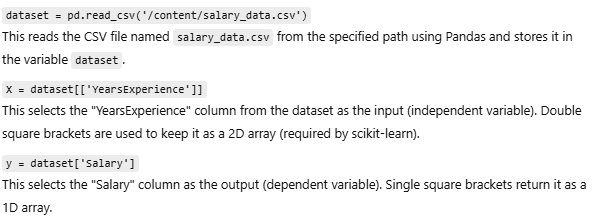 dataset = pd.read_csv('/content/salary_data.csv')
This reads the CSV file named salary_data.csv from the specified path using Pandas and stores it in
the variable dataset.
X = dataset[['YearsExperience']]
This selects the "YearsExperience" column from the dataset as the input (independent variable). Double
square brackets are used to keep it as a 2D array (required by scikit-learn).
y = dataset['Salary']
This selects the "Salary" column as the output (dependent variable). Single square brackets return it as a
1D array.